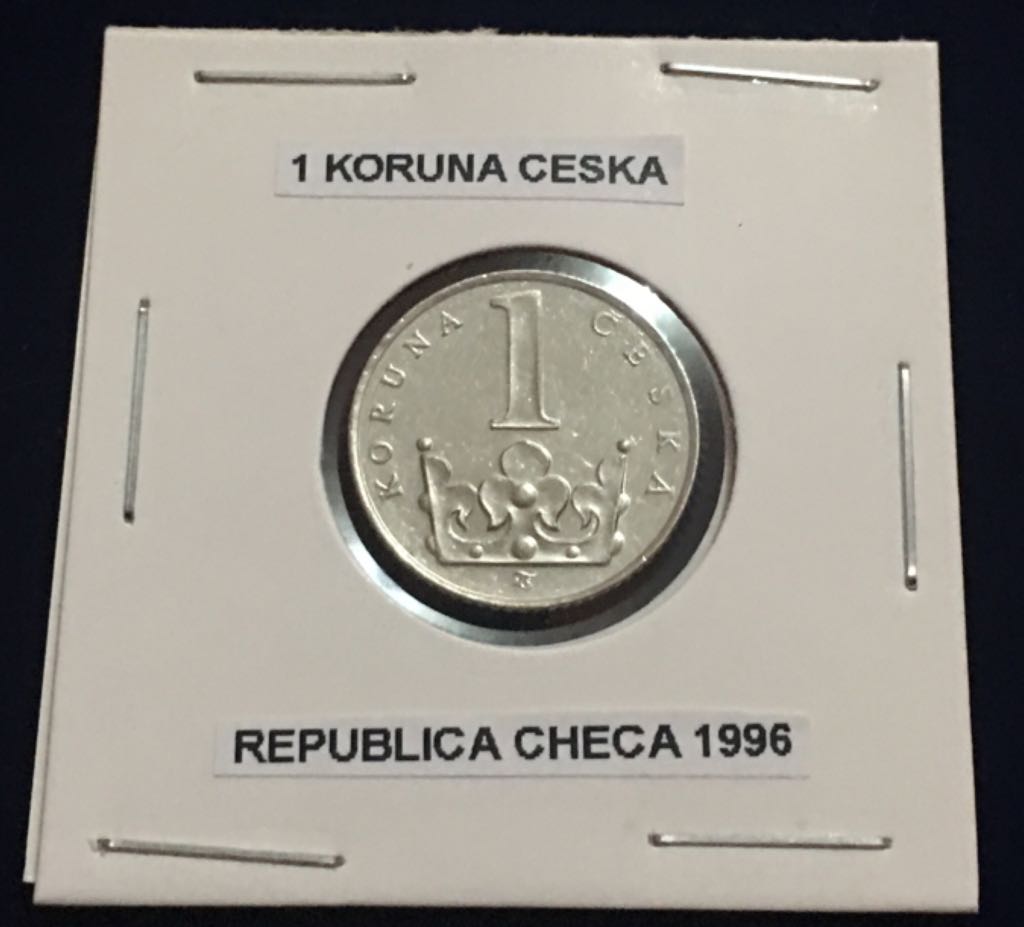 1 KORUNA CESKA
1
KORUNA ČESKÁ
REPUBLICA CHECA 1996